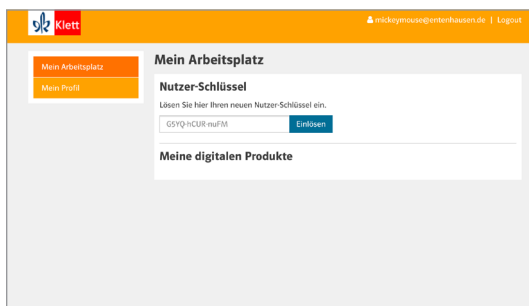 Klett
mickeymouse@entenhausen.de | Logout
Mein Arbeitsplatz
Mein Profil
Mein Arbeitsplatz
Nutzer-Schlüssel
Lösen Sie hier Ihren neuen Nutzer-Schlüssel ein.
GSYQ-hCUR-nuFM
Einlösen
Meine digitalen Produkte